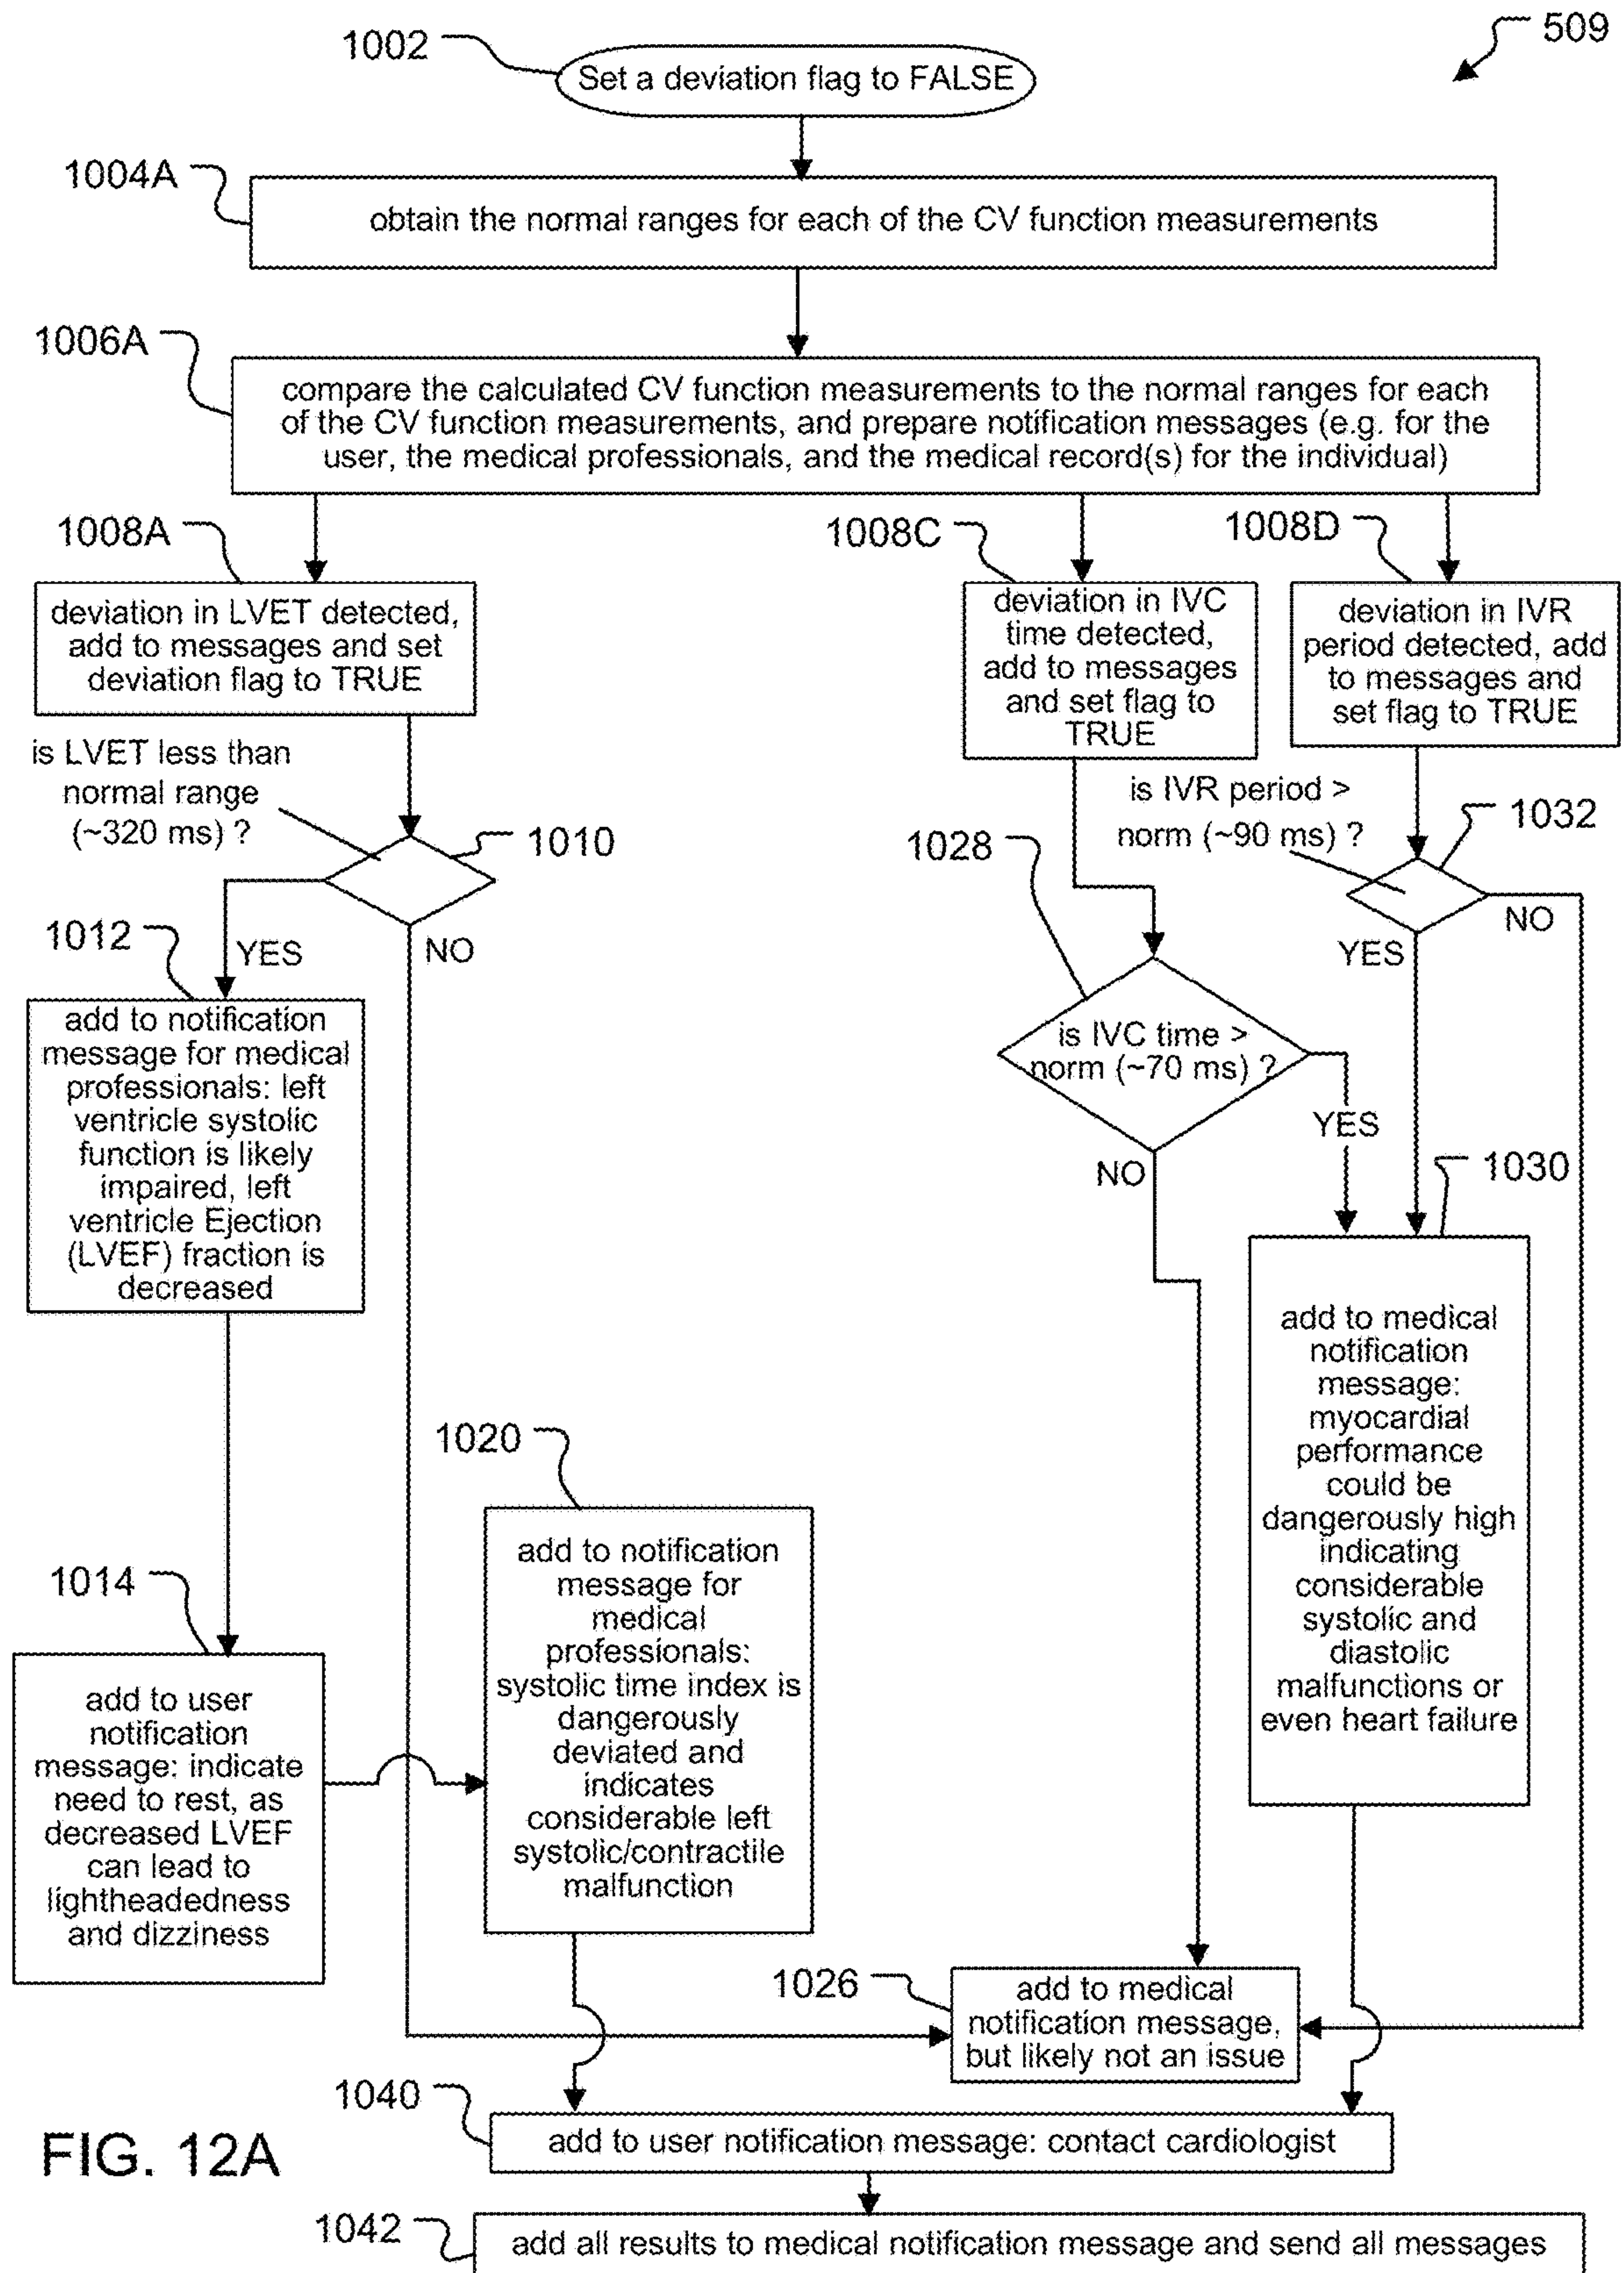 509
1002
Set a deviation flag to FALSE
1004A
obtain the normal ranges for each of the CV function measurements
1006A
compare the calculated CV function measurements to the normal ranges for each
of the CV function measurements, and prepare notification messages (e.g. for the
user, the medical professionals, and the medical record(s) for the individual)
1008A
deviation in LVET detected,
add to messages and set
deviation flag to TRUE
1008C
deviation in IVC
time detected,
add to messages
and set flag to
TRUE
1008D
deviation in IVR
period detected, add
to messages and
set flag to TRUE
is LVET less than
normal range
(~320 ms) ?
1010
YES
NO
is IVR period >
norm (~90 ms) ?
1032
NO
YES
1028
is IVC time >
norm (~70 ms) ?
YES
NO
1012
add to notification
message for medical
professionals: left
ventricle systolic
function is likely
impaired, left
ventricle Ejection
(LVEF) fraction is
decreased
1030
add to medical
notification
message:
myocardial
performance
could be
dangerously high
indicating
considerable
systolic and
diastolic
malfunctions or
even heart failure
1014
add to user
notification
message: indicate
need to rest, as
decreased LVEF
can lead to
lightheadedness
and dizziness
1020
add to notification
message for
medical
professionals:
systolic time index is
dangerously
deviated and
indicates
considerable left
systolic/contractile
malfunction
1026
add to medical
notification message,
but likely not an issue
1040
add to user notification message: contact cardiologist
FIG. 12A
1042
add all results to medical notification message and send all messages